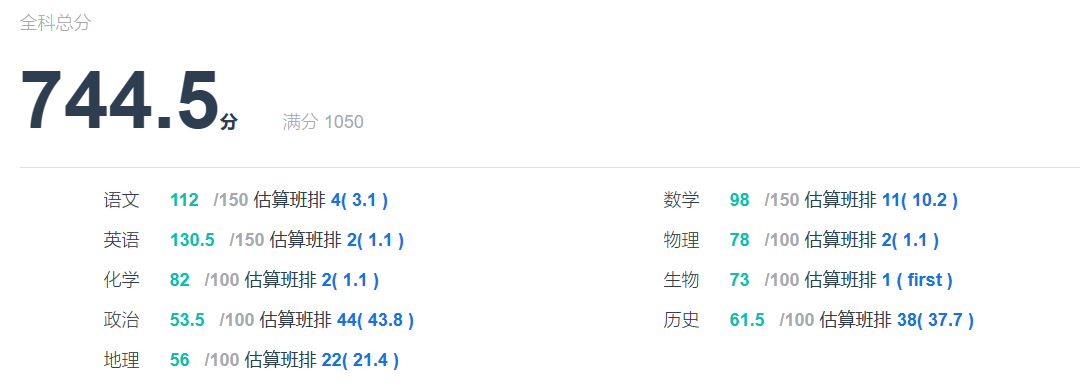 全科总分
744.5分 满分 1050
语文 112 /150 估算班排 4( 3.1 ) 数学 98 /150 估算班排 11( 10.2 )
英语 130.5 /150 估算班排 2( 1.1 ) 物理 78 /100 估算班排 2( 1.1 )
化学 82 /100 估算班排 2( 1.1 ) 生物 73 /100 估算班排 1 ( first )
政治 53.5 /100 估算班排 44( 43.8 ) 历史 61.5 /100 估算班排 38( 37.7 )
地理 56 /100 估算班排 22( 21.4 )